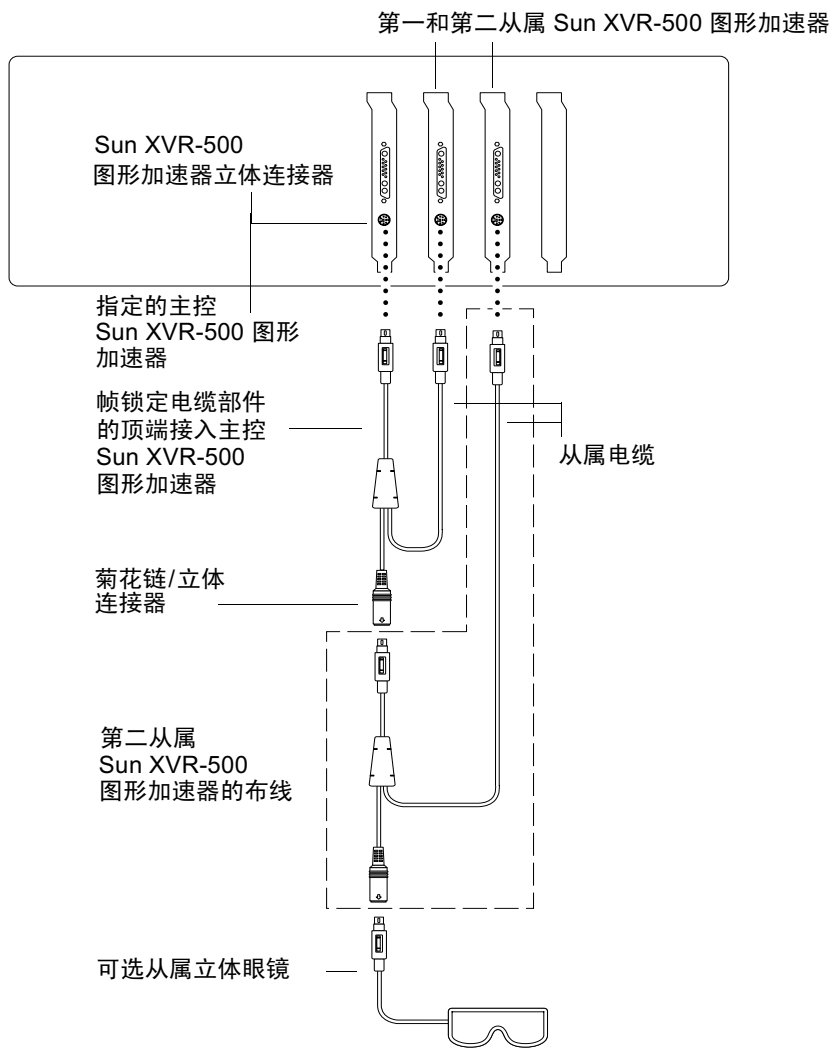 第一和第二从属 Sun XVR-500 图形加速器
Sun XVR-500
图形加速器立体连接器
指定的主控
Sun XVR-500 图形
加速器
帧锁定电缆部件
的顶端接入主控
Sun XVR-500
图形加速器
从属电缆
菊花链/立体
连接器
第二从属
Sun XVR-500
图形加速器的布线
可选从属立体眼镜